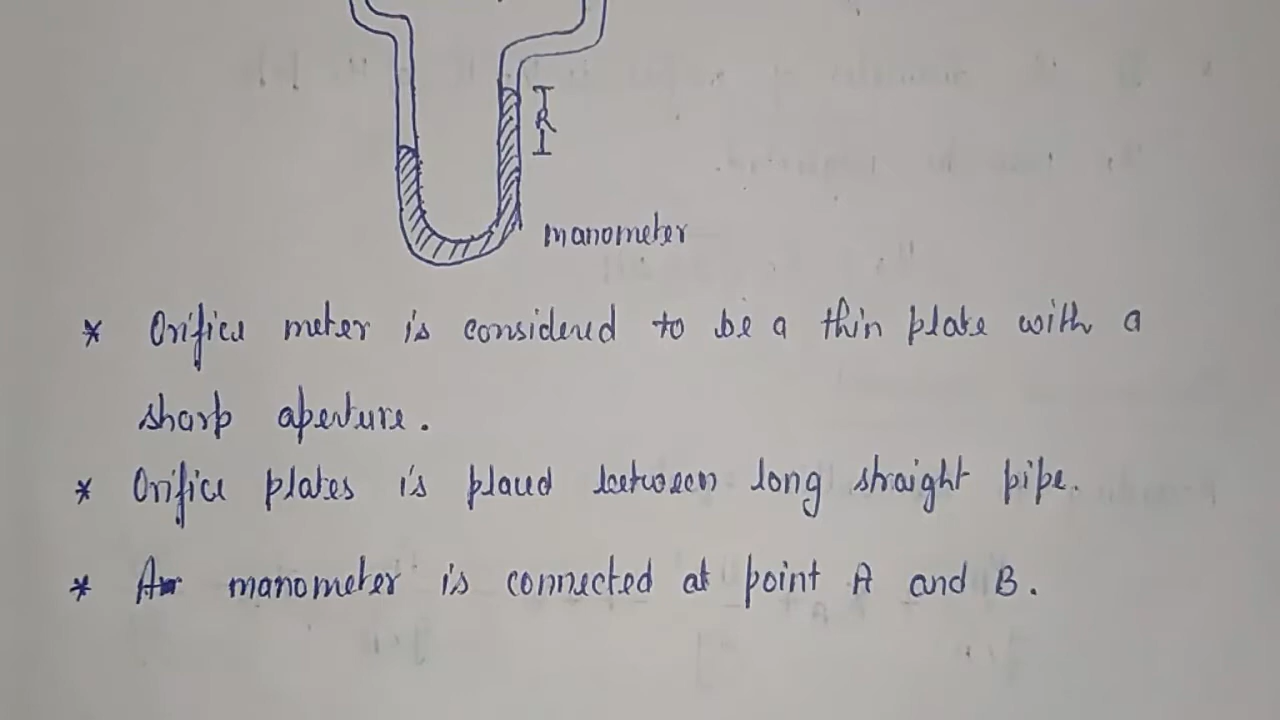 R
manometer
* Orifice meter is considered to be a thin plate with a
sharp aperture.
* Orifice plates is placed between long straight pipe.
* A manometer is connected at point A and B.